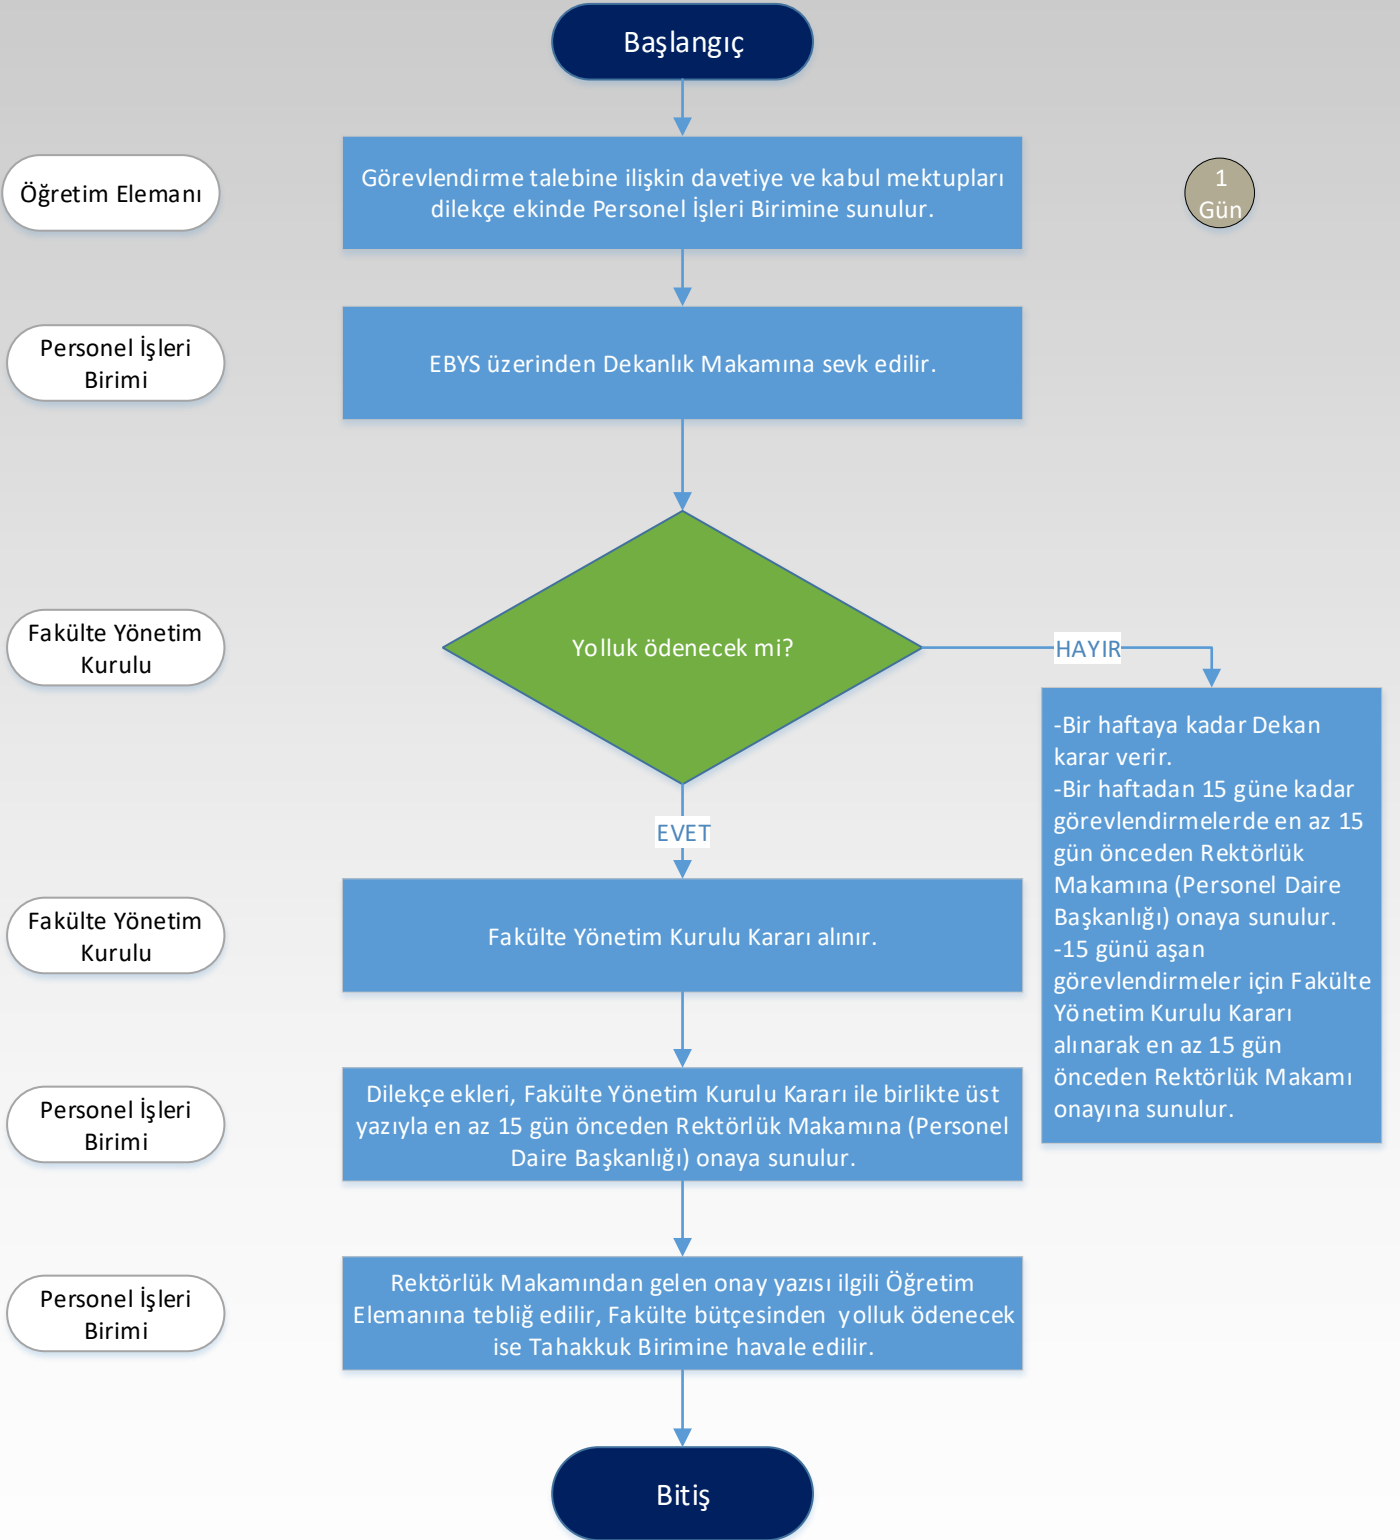 Başlangıç
Öğretim Elemanı
Görevlendirme talebine ilişkin davetiye ve kabul mektupları
dilekçe ekinde Personel İşleri Birimine sunulur.
1
Gün
Personel İşleri
Birimi
EBYS üzerinden Dekanlık Makamına sevk edilir.
Fakülte Yönetim
Kurulu
Yolluk ödenecek mi?
HAYIR
-Bir haftaya kadar Dekan
karar verir.
-Bir haftadan 15 güne kadar
görevlendirmelerde en az 15
gün önceden Rektörlük
Makamına (Personel Daire
Başkanlığı) onaya sunulur.
-15 günü aşan
görevlendirmeler için Fakülte
Yönetim Kurulu Kararı
alınarak en az 15 gün
önceden Rektörlük Makamı
onayına sunulur.
EVET
Fakülte Yönetim
Kurulu
Fakülte Yönetim Kurulu Kararı alınır.
Personel İşleri
Birimi
Dilekçe ekleri, Fakülte Yönetim Kurulu Kararı ile birlikte üst
yazıyla en az 15 gün önceden Rektörlük Makamına (Personel
Daire Başkanlığı) onaya sunulur.
Personel İşleri
Birimi
Rektörlük Makamından gelen onay yazısı ilgili Öğretim
Elemanına tebliğ edilir, Fakülte bütçesinden yolluk ödenecek
ise Tahakkuk Birimine havale edilir.
Bitiş